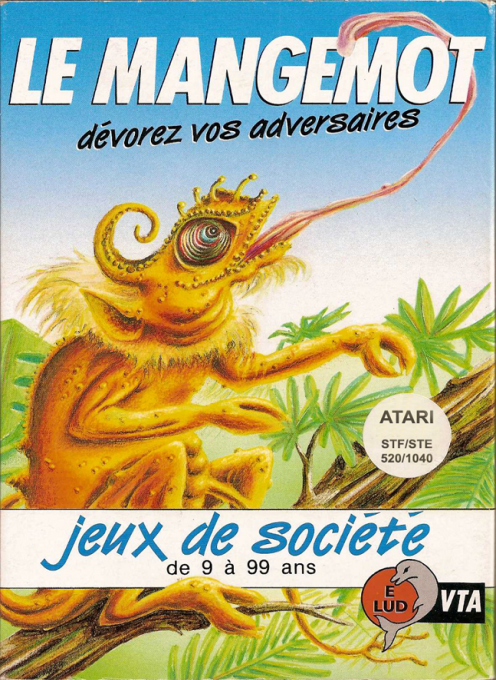 LE MANGEMOT
dévorez vos adversaires
ATARI
STF/STE
520/1040
jeux de société
de 9 à 99 ans
E
LUD
VTA